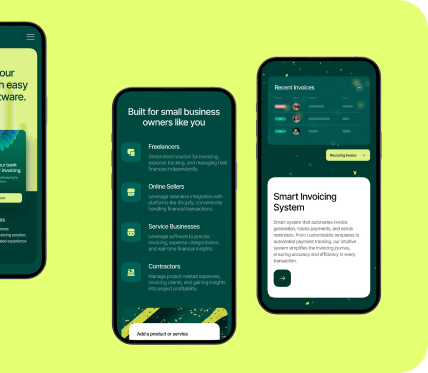 our
h easy
ware.
ur bank
r invoicing
Built for small business
owners like you
Freelancers
Streamlined solution for invoicing,
expense tracking, and managing their
finances independently.
Online Sellers
Leverage seamless integration with
platforms like Shopify, conveniently
handling financial transactions.
Service Businesses
Leverage software to precise
invoicing, expense categorization,
and real-time financial insights.
Contractors
Manage project-related expenses,
invoicing clients, and gaining insights
into project profitability.
Add a product or service
Recent Invoices
Recurring invoice
Smart Invoicing
System
Smart system that automates invoice
generation, tracks payments, and sends
reminders. From customizable templates to
automated payment tracking, our intuitive
system simplifies the invoicing journey,
ensuring accuracy and efficiency in every
transaction.